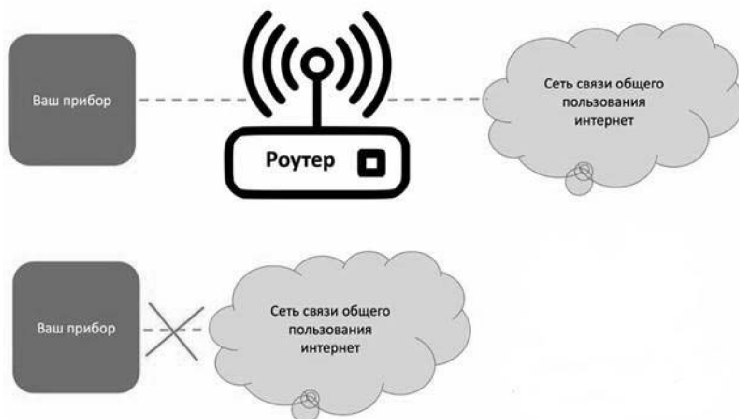 Ваш прибор
Роутер
Сеть связи общего
пользования
интернет
Ваш прибор
Сеть связи общего
пользования
интернет